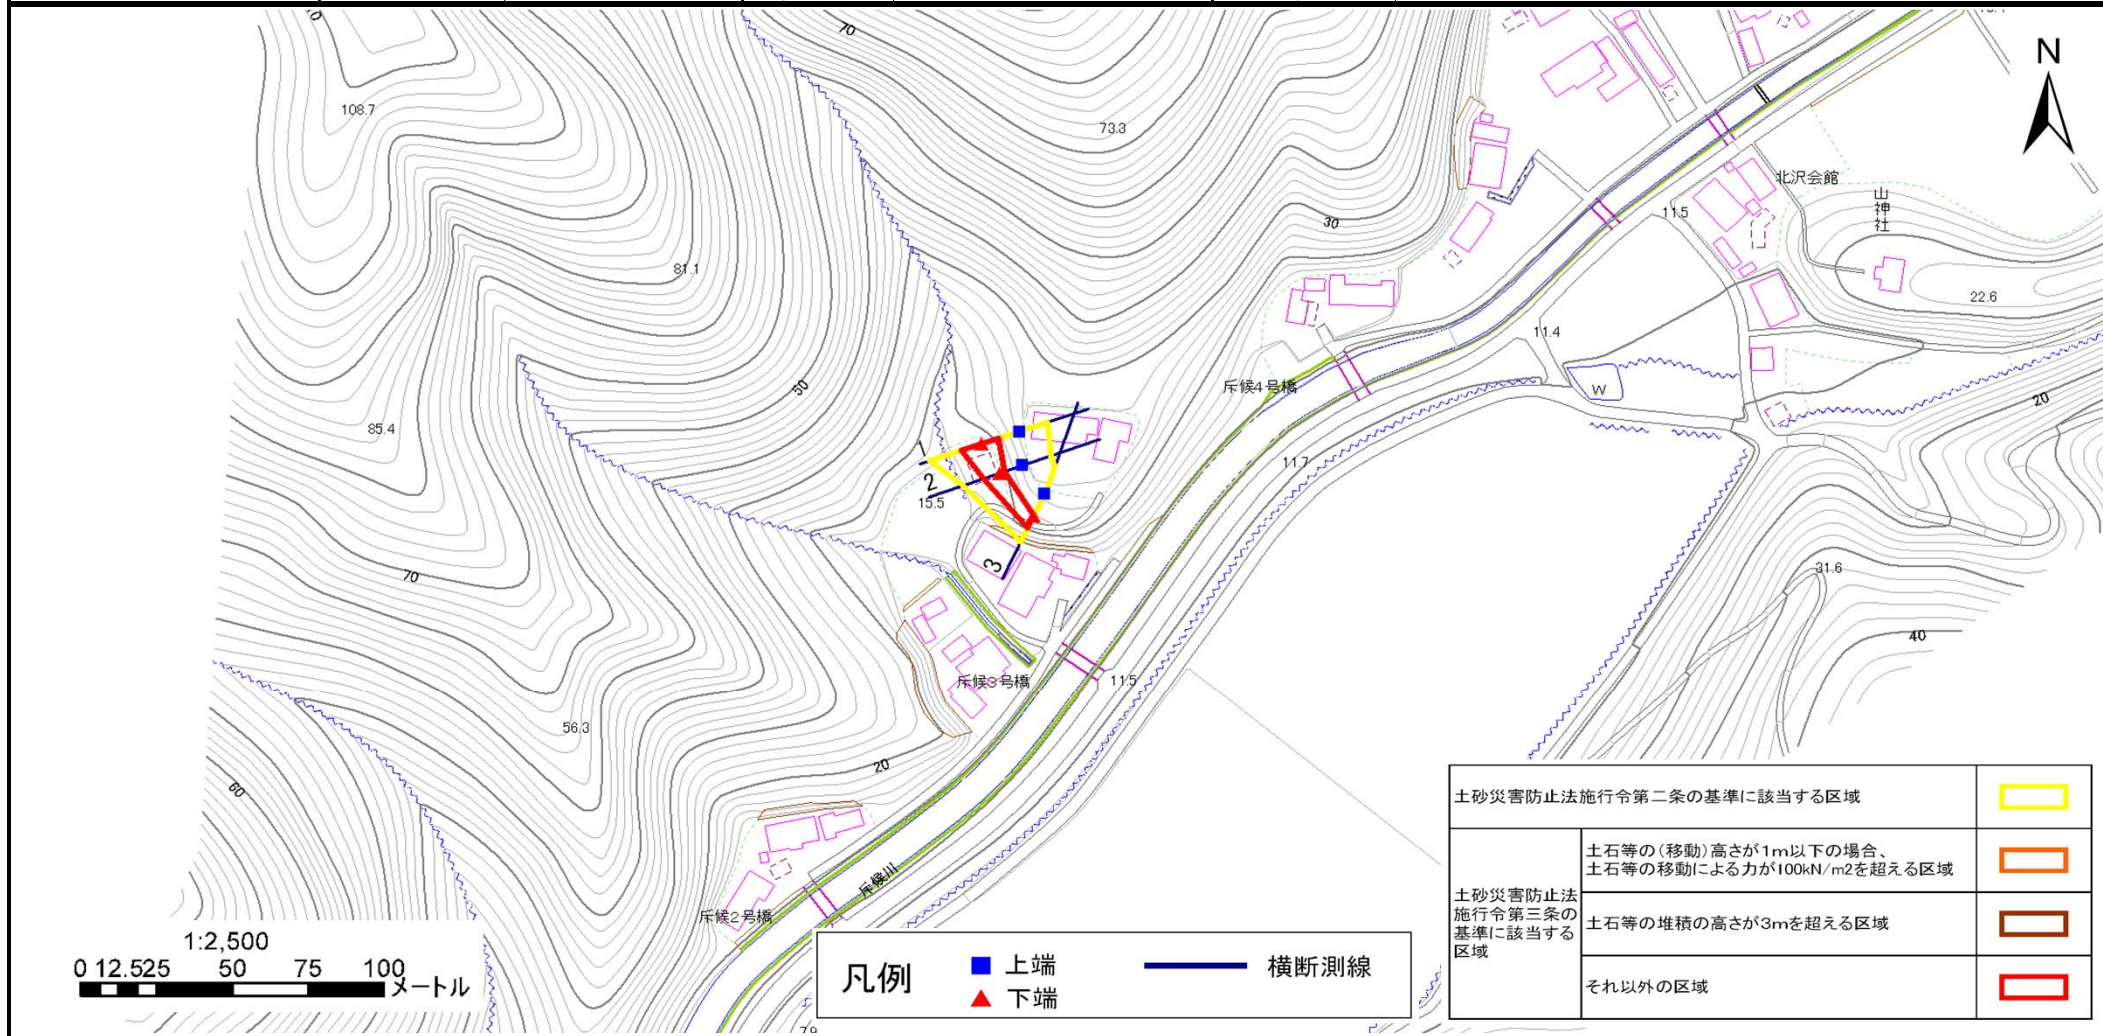 70
N
108.7
73.3
北沢会館
山神社
11.5
30
81.1
22.6
11.4
50
斥候4号橋
W
20
85.4
1
2
15.5
11.7
3
31.6
70
40
斥候3号橋
11.5
56.3
20
60
斥候川
斥候2号橋
1:2,500
0 12.525 50 75 100
メートル
凡例
上端
下端
横断測線
土砂災害防止法施行令第二条の基準に該当する区域
土砂災害防止法
施行令第三条の
基準に該当する
区域
土石等の(移動)高さが1m以下の場合、
土石等の移動による力が100kN/m2を超える区域
土石等の堆積の高さが3mを超える区域
それ以外の区域